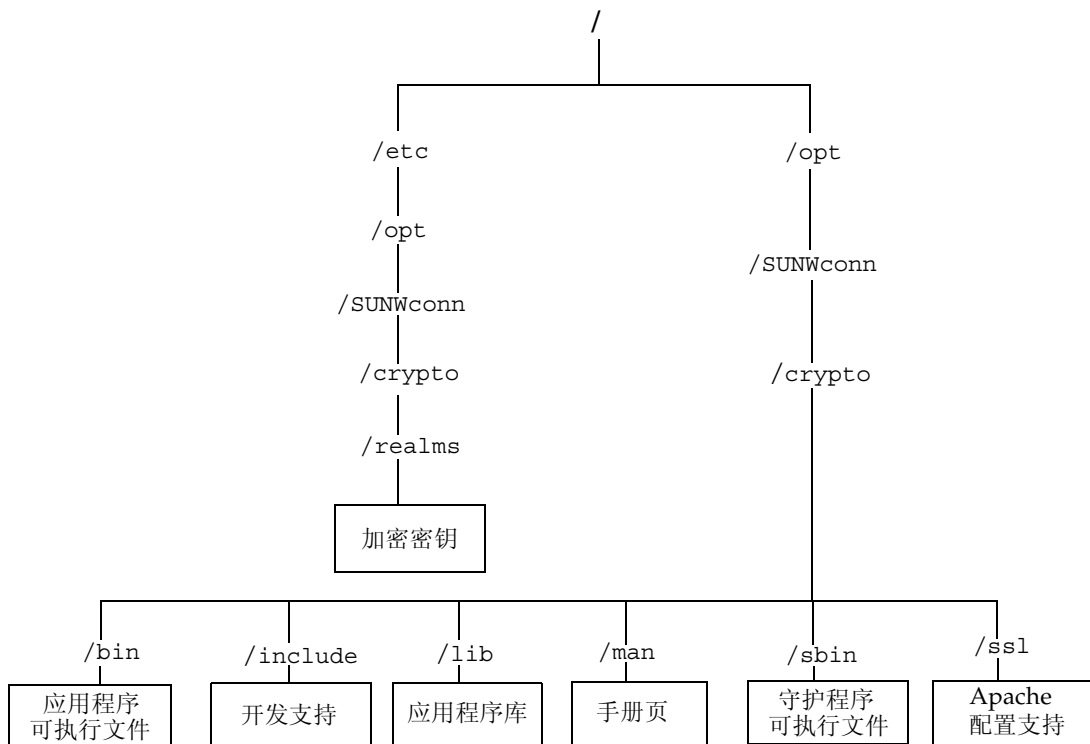 /
/etc
/opt
/opt
/SUNWconn
/SUNWconn
/crypto
/crypto
/realms
加密密钥
/bin
/include
/lib
/man
/sbin
/ssl
应用程序
可执行文件
开发支持
应用程序库
手册页
守护程序
可执行文件
Apache
配置支持